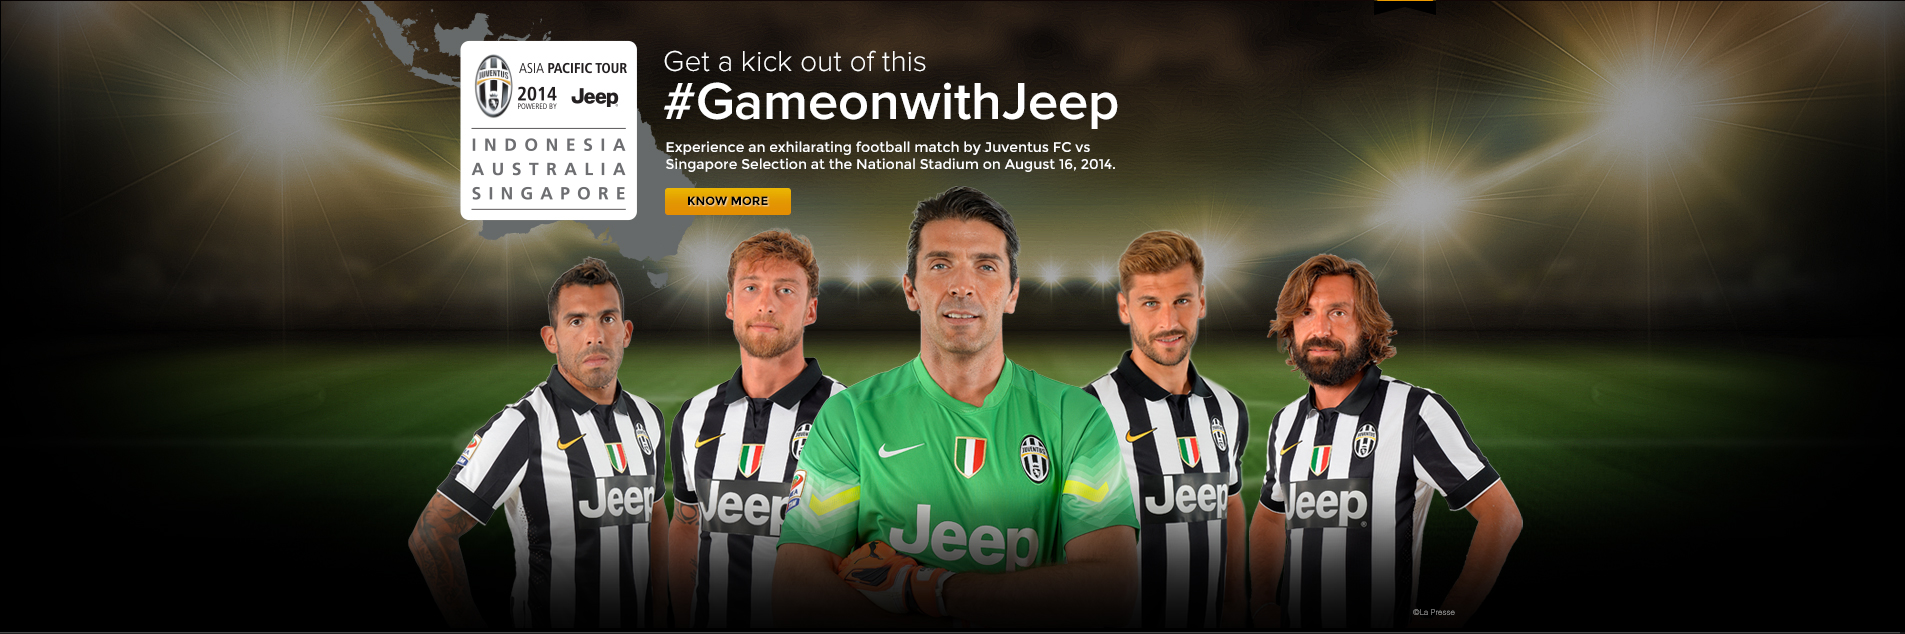 JUVENTUS
ASIA PACIFIC TOUR
2014
POWERED BY
Jeep
INDONESIA
AUSTRALIA
SINGAPORE
Get a kick out of this
#GameonwithJeep
Experience an exhilarating football match by Juventus FC vs
Singapore Selection at the National Stadium on August 16, 2014.
KNOW MORE
JUVENTUS
Jeep
Jeep
Jeep
Jeep
Jeep
©La Presse